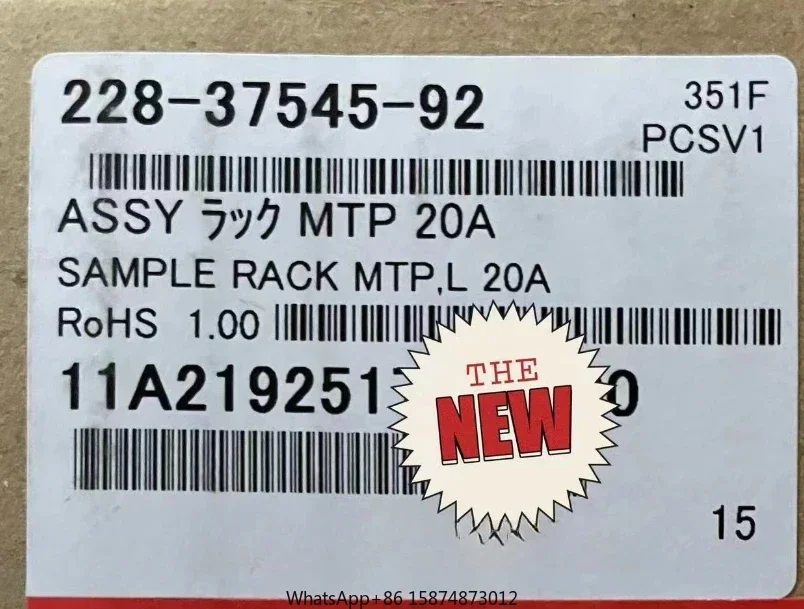 228-37545-92
351F
PCSV1
ASSY ラック MTP 20A
SAMPLE RACK MTP,L 20A
RoHS 1.00
THE
NEW
15
WhatsApp+86 15874873012